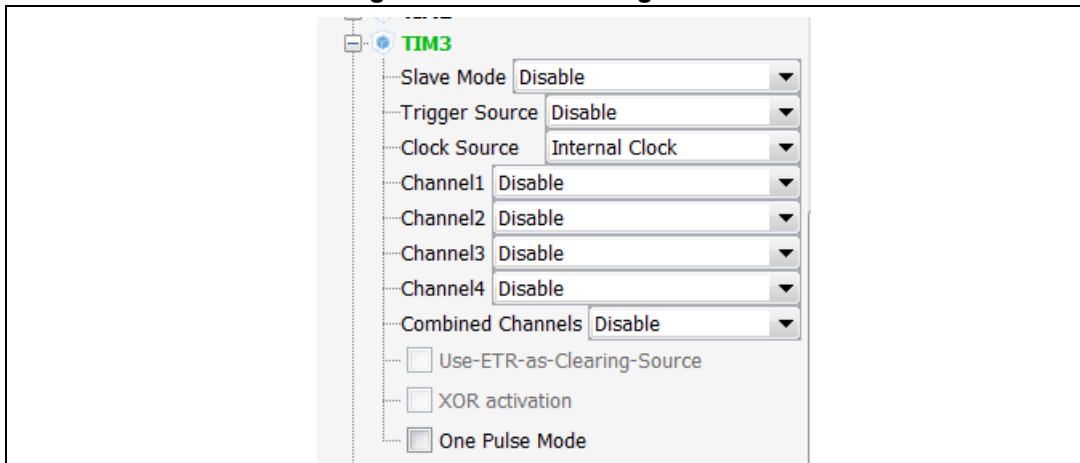 TIM3
Slave Mode Disable
Trigger Source Disable
Clock Source Internal Clock
Channel1 Disable
Channel2 Disable
Channel3 Disable
Channel4 Disable
Combined Channels Disable
Use-ETR-as-Clearing-Source
XOR activation
One Pulse Mode